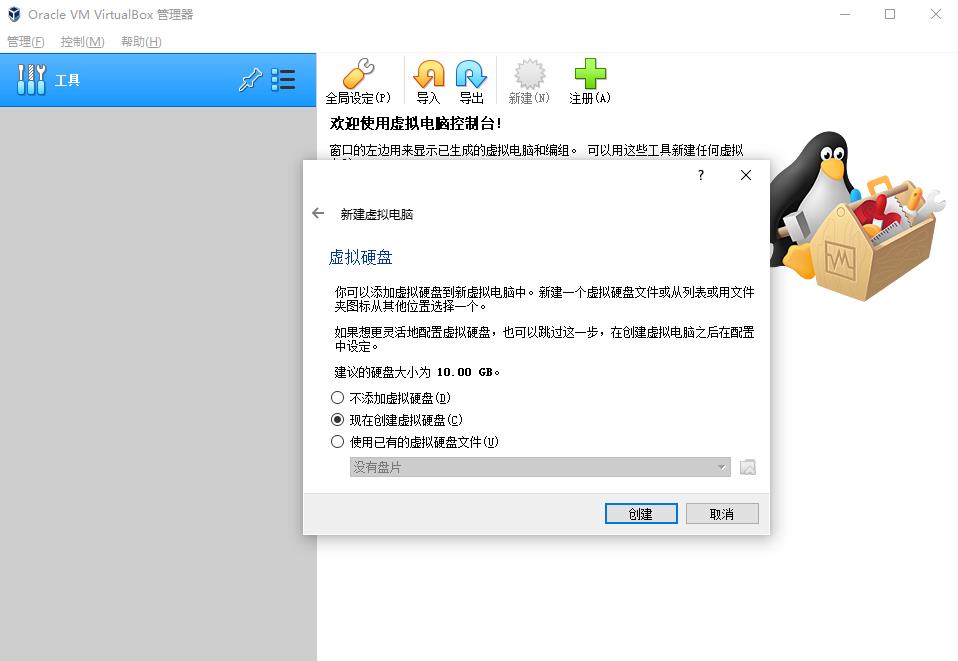 Oracle VM VirtualBox 管理器
管理(F) 控制(M) 帮助(H)
工具
全局设定(P) 导入 导出 新建(N) 注册(A)
欢迎使用虚拟电脑控制台!
窗口的左边用来显示已生成的虚拟电脑和编组。 可以用这些工具新建任何虚拟
?
新建虚拟电脑
虚拟硬盘
你可以添加虚拟硬盘到新虚拟电脑中。新建一个虚拟硬盘文件或从列表或用文件
夹图标从其他位置选择一个。
如果想更灵活地配置虚拟硬盘，也可以跳过这一步，在创建虚拟电脑之后在配置
中设定。
建议的硬盘大小为 10.00 GB。
不添加虚拟硬盘(D)
现在创建虚拟硬盘(C)
使用已有的虚拟硬盘文件(U)
没有盘片
创建 取消